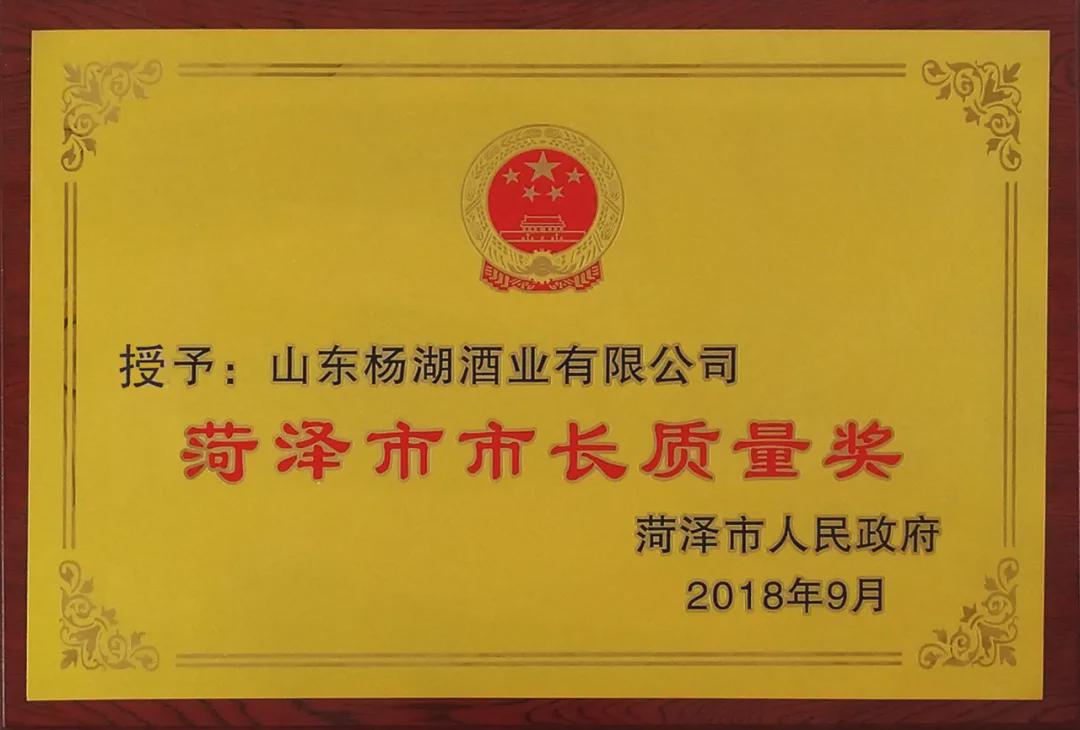 授予：山东杨湖酒业有限公司
菏泽市市长质量奖
菏泽市人民政府
2018年9月